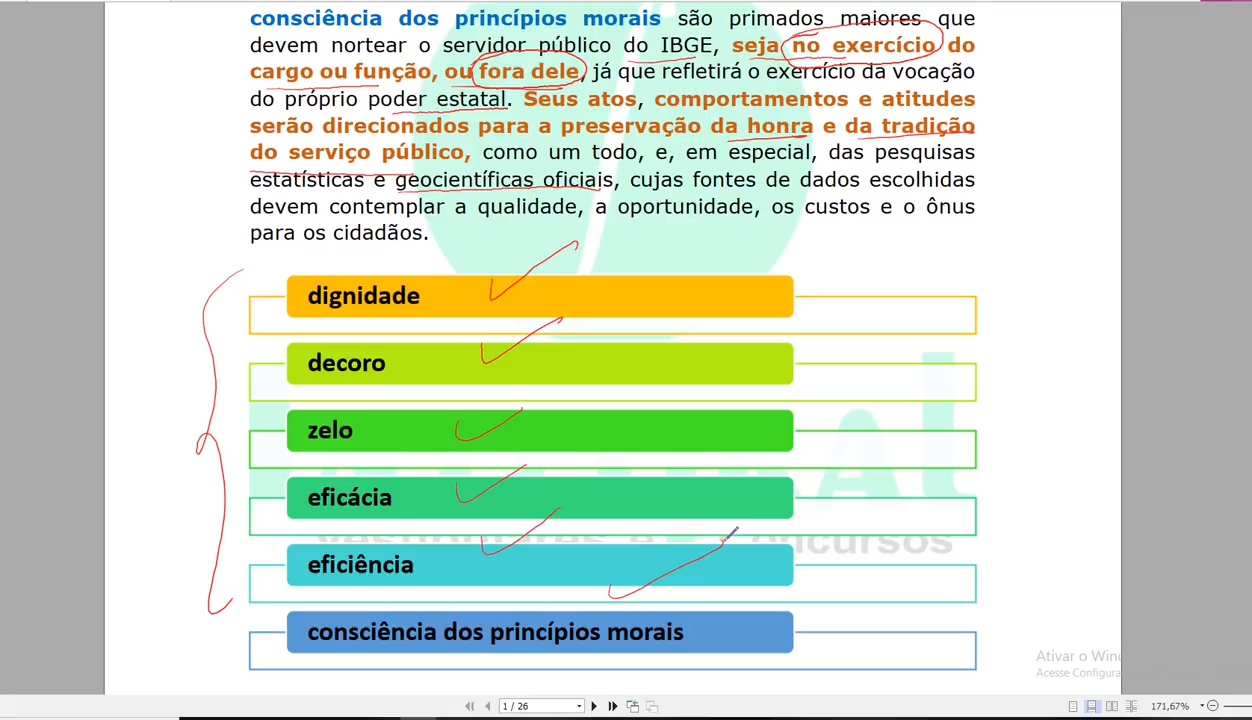 consciência dos princípios morais são primados maiores que
devem nortear o servidor público do IBGE, seja no exercício do
cargo ou função, ou fora dele, já que refletirá o exercício da vocação
do próprio poder estatal. Seus atos, comportamentos e atitudes
serão direcionados para a preservação da honra e da tradição
do serviço público, como um todo, e, em especial, das pesquisas
estatísticas e geocientíficas oficiais, cujas fontes de dados escolhidas
devem contemplar a qualidade, a oportunidade, os custos e o ônus
para os cidadãos.
dignidade
decoro
zelo
eficácia
eficiência
consciência dos princípios morais
Ativar o Win
Acesse Configura
1 / 26
171,67%